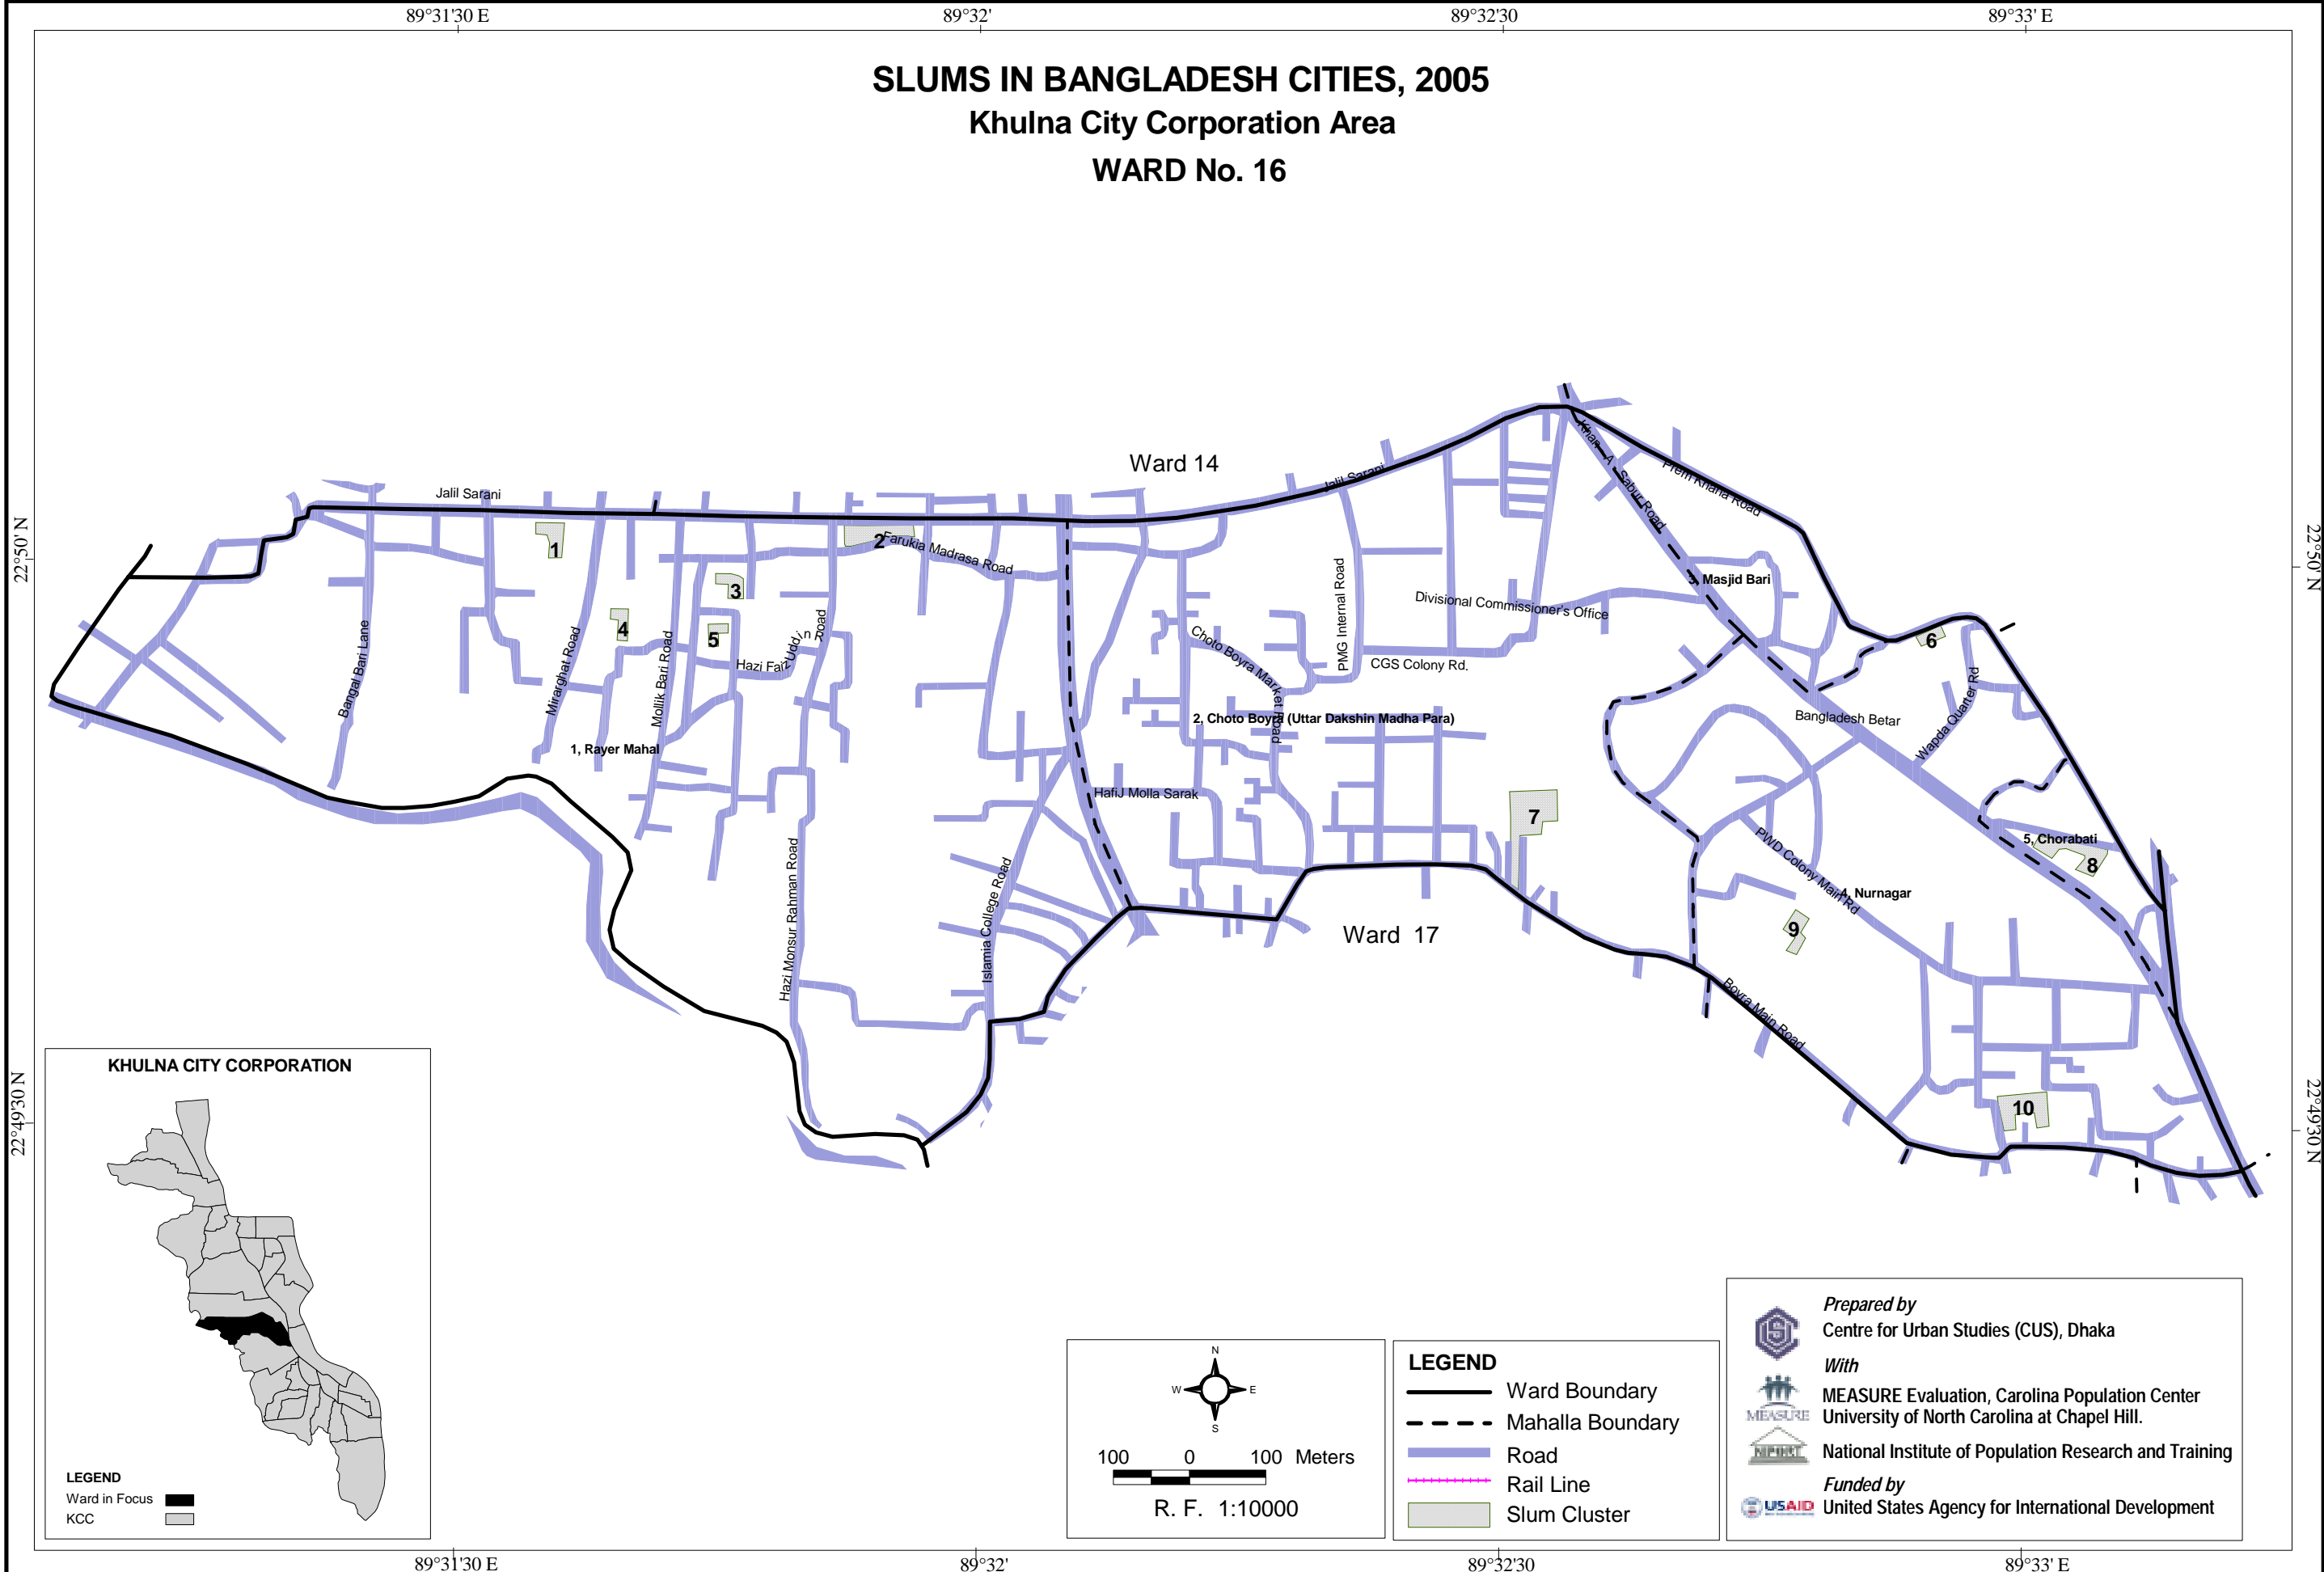 89°31'30 E
89°32'
89°32'30
89°33' E
SLUMS IN BANGLADESH CITIES, 2005
Khulna City Corporation Area
WARD No. 16
Ward 14
Jalil Sarani
Jalil Sarani
Khan A Sabur Road
Prem Khana Road
22°50' N
22°50' N
1
2
Farukia Madrasa Road
3
4
5
Hazi Faiz Uddin Road
Bangal Bari Lane
Mirarghat Road
Mollik Bari Road
1, Rayer Mahal
PMG Internal Road
Divisional Commissioner's Office
3, Masjid Bari
Choto Boyra Market Road
CGS Colony Rd.
6
2, Choto Boyra (Uttar Dakshin Madha Para)
Bangladesh Betar
Wapda Quarter Rd
HafiJ Molla Sarak
7
PWD Colony Main Rd
5, Chorabati
8
4, Nurnagar
9
Hazi Monsur Rahman Road
Islamia College Road
Ward 17
Boyra Main Road
10
22°49'30 N
22°49'30 N
KHULNA CITY CORPORATION
LEGEND
Ward in Focus
KCC
N
W E
S
100 0 100 Meters
R. F. 1:10000
LEGEND
Ward Boundary
Mahalla Boundary
Road
Rail Line
Slum Cluster
Prepared by
Centre for Urban Studies (CUS), Dhaka
With
MEASURE
MEASURE Evaluation, Carolina Population Center
University of North Carolina at Chapel Hill.
National Institute of Population Research and Training
Funded by
USAID
United States Agency for International Development
89°31'30 E
89°32'
89°32'30
89°33' E